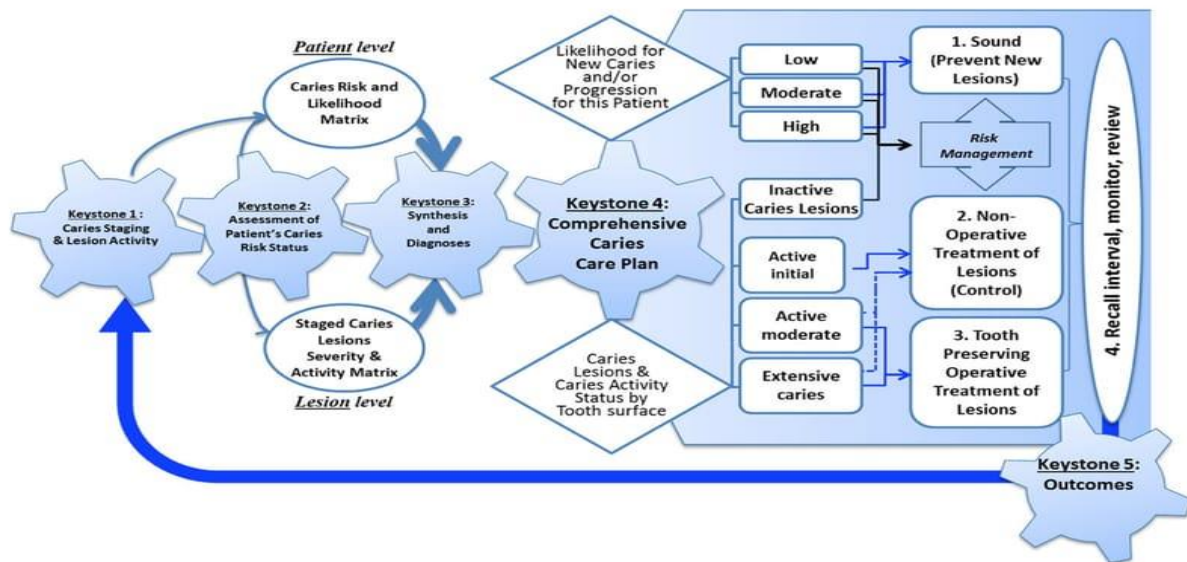 Patient level
Caries Risk and
Likelihood
Matrix
Keystone 1:
Caries Staging
& Lesion Activity
Keystone 2:
Assessment of
Patient's Caries
Risk Status
Keystone 3:
Synthesis
and
Diagnoses
Staged Caries
Lesions
Severity &
Activity Matrix
Lesion level
Likelihood for
New Caries
and/or
Progression
for this Patient
Keystone 4:
Comprehensive
Caries
Care Plan
Caries
Lesions &
Caries Activity
Status by
Tooth surface
Low
Moderate
High
Inactive
Caries Lesions
Active
initial
Active
moderate
Extensive
caries
1. Sound
(Prevent New
Lesions)
Risk
Management
2. Non-
Operative
Treatment of
Lesions
(Control)
3. Tooth
Preserving
Operative
Treatment of
Lesions
4. Recall interval, monitor, review
Keystone 5:
Outcomes